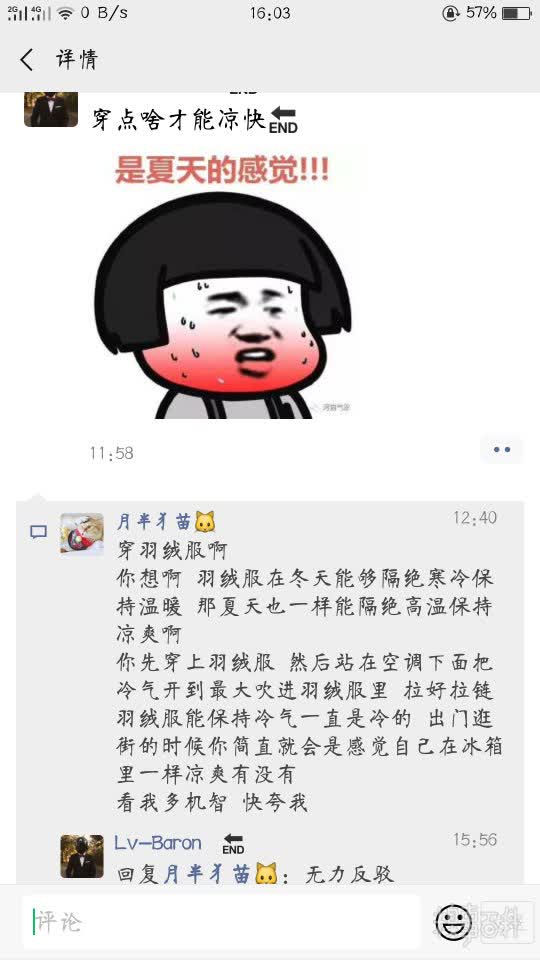 2G 4G 0 B/s 16:03 57%
详情
END
穿点啥才能凉快END
是夏天的感觉!!!
11:58
月半犭苗 12:40
穿羽绒服啊
你想啊 羽绒服在冬天能够隔绝寒冷保
持温暖 那夏天也一样能隔绝高温保持
凉爽啊
你先穿上羽绒服 然后站在空调下面把
冷气开到最大吹进羽绒服里 拉好拉链
羽绒服能保持冷气一直是冷的 出门逛
街的时候你简直就会是感觉自己在冰箱
里一样凉爽有没有
看我多机智 快夸我
Lv-Baron END 15:56
回复月半犭苗：无力反驳
评论